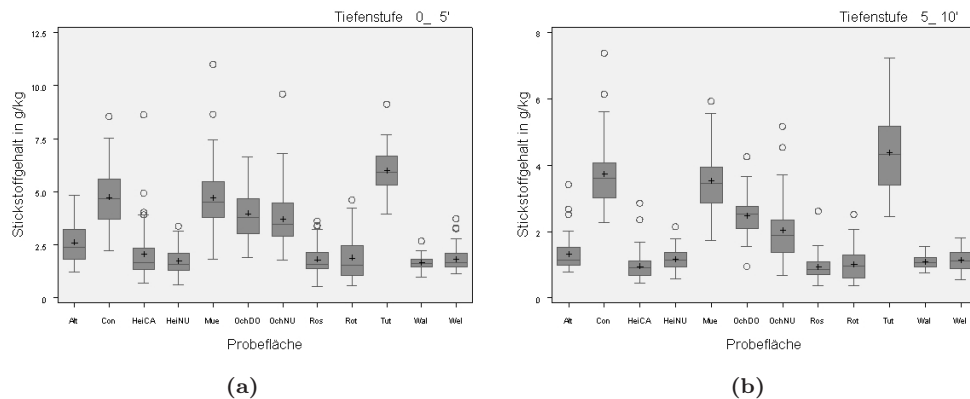 Tiefenstufe 0_ 5'
12.5
10.0
7.5
5.0
2.5
0
Stickstoffgehalt in g/kg
Alt Con HeiCA HeiNU Mue OchDO OchNU Ros Rot Tut Wal Wel
Probefläche
(a)
Tiefenstufe 5_ 10'
8
6
4
2
0
Stickstoffgehalt in g/kg
Alt Con HeiCA HeiNU Mue OchDO OchNU Ros Rot Tut Wal Wel
Probefläche
(b)